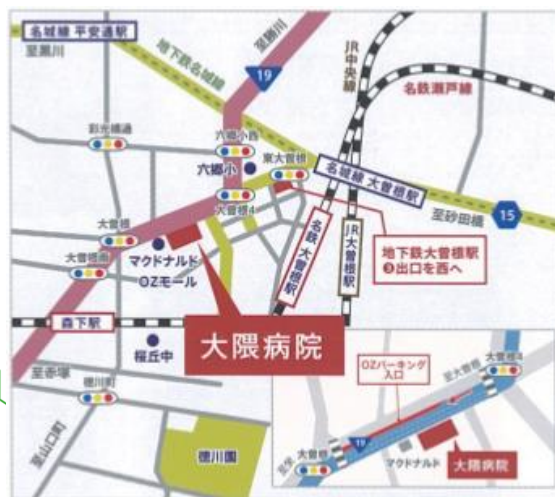 名城線 平安通駅
至黒川
地下鉄名城線
至勝川
19
JR中央線
名鉄瀬戸線
彩光橋通
六郷小西
六郷小
東大曽根
名城線 大曽根駅
大曽根4
至砂田橋
15
大曽根
マクドナルド
OZモール
大曽根南
名鉄 大曽根駅
JR大曽根駅
地下鉄大曽根駅
❸出口を西へ
大隈病院
森下駅
桜丘中
至赤塚
徳川町
至山口町
徳川園
OZパーキング
入口
至大曽根
大曽根4
19
大曽根
マクドナルド
大隈病院